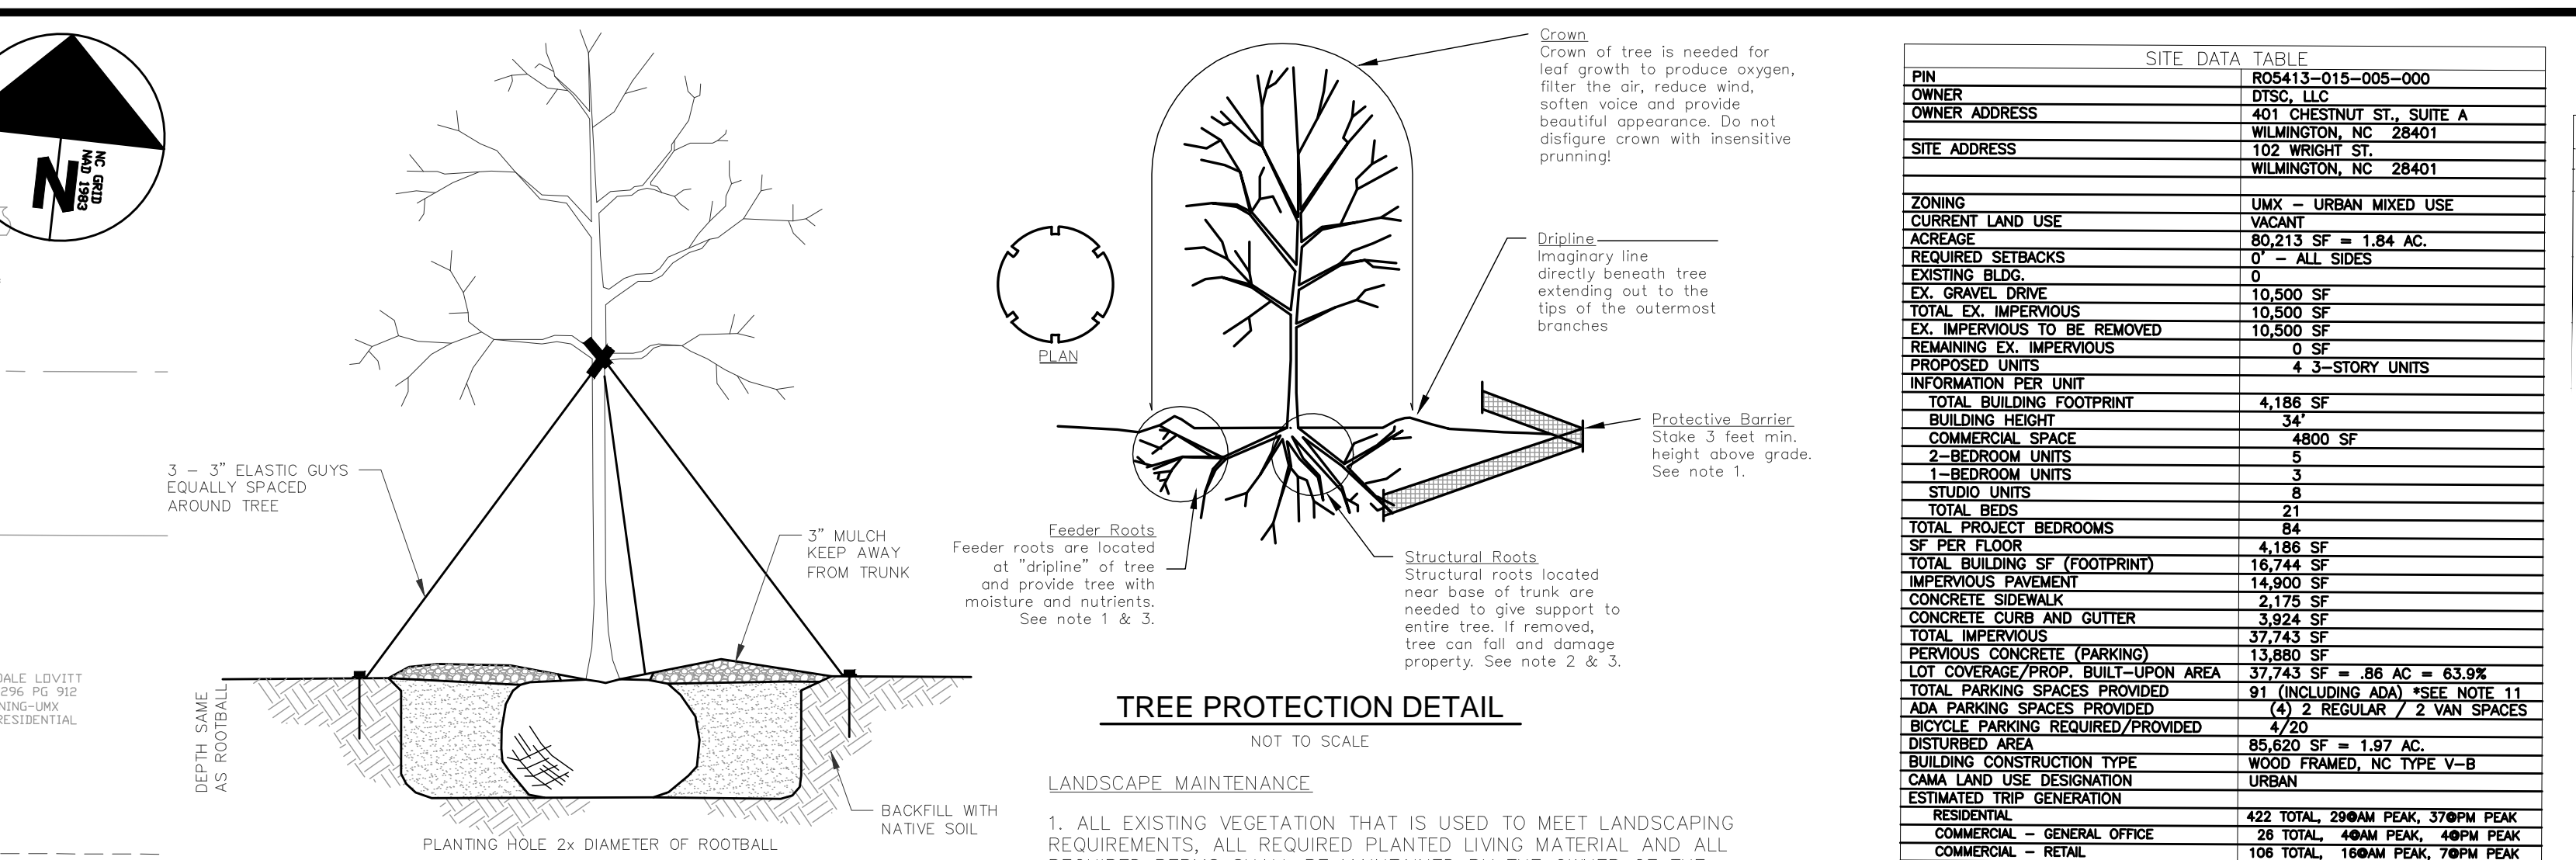 NC GRID
NAD 1983
N
DALE LOVITT
296 PG 912
NING-UMX
RESIDENTIAL
3 - 3" ELASTIC GUYS
EQUALLY SPACED
AROUND TREE
3" MULCH
KEEP AWAY
FROM TRUNK
DEPTH SAME
AS ROOTBALL
BACKFILL WITH
NATIVE SOIL
PLANTING HOLE 2x DIAMETER OF ROOTBALL
PLAN
Crown
Crown of tree is needed for
leaf growth to produce oxygen,
filter the air, reduce wind,
soften voice and provide
beautiful appearance. Do not
disfigure crown with insensitive
prunning!
Dripline
Imaginary line
directly beneath tree
extending out to the
tips of the outermost
branches
Protective Barrier
Stake 3 feet min.
height above grade.
See note 1.
Feeder Roots
Feeder roots are located
at "dripline" of tree
and provide tree with
moisture and nutrients.
See note 1 & 3.
Structural Roots
Structural roots located
near base of trunk are
needed to give support to
entire tree. If removed,
tree can fall and damage
property. See note 2 & 3.
TREE PROTECTION DETAIL
NOT TO SCALE
LANDSCAPE MAINTENANCE
1. ALL EXISTING VEGETATION THAT IS USED TO MEET LANDSCAPING
REQUIREMENTS, ALL REQUIRED PLANTED LIVING MATERIAL AND ALL
SITE DATA TABLE
PIN R05413-015-005-000
OWNER DTSC, LLC
OWNER ADDRESS 401 CHESTNUT ST., SUITE A
WILMINGTON, NC 28401
SITE ADDRESS 102 WRIGHT ST.
WILMINGTON, NC 28401
ZONING UMX - URBAN MIXED USE
CURRENT LAND USE VACANT
ACREAGE 80,213 SF = 1.84 AC.
REQUIRED SETBACKS 0' - ALL SIDES
EXISTING BLDG. 0
EX. GRAVEL DRIVE 10,500 SF
TOTAL EX. IMPERVIOUS 10,500 SF
EX. IMPERVIOUS TO BE REMOVED 10,500 SF
REMAINING EX. IMPERVIOUS 0 SF
PROPOSED UNITS 4 3-STORY UNITS
INFORMATION PER UNIT
TOTAL BUILDING FOOTPRINT 4,186 SF
BUILDING HEIGHT 34'
COMMERCIAL SPACE 4800 SF
2-BEDROOM UNITS 5
1-BEDROOM UNITS 3
STUDIO UNITS 8
TOTAL BEDS 21
TOTAL PROJECT BEDROOMS 84
SF PER FLOOR 4,186 SF
TOTAL BUILDING SF (FOOTPRINT) 16,744 SF
IMPERVIOUS PAVEMENT 14,900 SF
CONCRETE SIDEWALK 2,175 SF
CONCRETE CURB AND GUTTER 3,924 SF
TOTAL IMPERVIOUS 37,743 SF
PERVIOUS CONCRETE (PARKING) 13,880 SF
LOT COVERAGE/PROP. BUILT-UPON AREA 37,743 SF = .86 AC = 63.9%
TOTAL PARKING SPACES PROVIDED 91 (INCLUDING ADA) *SEE NOTE 11
ADA PARKING SPACES PROVIDED (4) 2 REGULAR / 2 VAN SPACES
BICYCLE PARKING REQUIRED/PROVIDED 4/20
DISTURBED AREA 85,620 SF = 1.97 AC.
BUILDING CONSTRUCTION TYPE WOOD FRAMED, NC TYPE V-B
CAMA LAND USE DESIGNATION URBAN
ESTIMATED TRIP GENERATION
RESIDENTIAL 422 TOTAL, 29@AM PEAK, 37@PM PEAK
COMMERCIAL - GENERAL OFFICE 26 TOTAL, 4@AM PEAK, 4@PM PEAK
COMMERCIAL - RETAIL 106 TOTAL, 16@AM PEAK, 7@PM PEAK